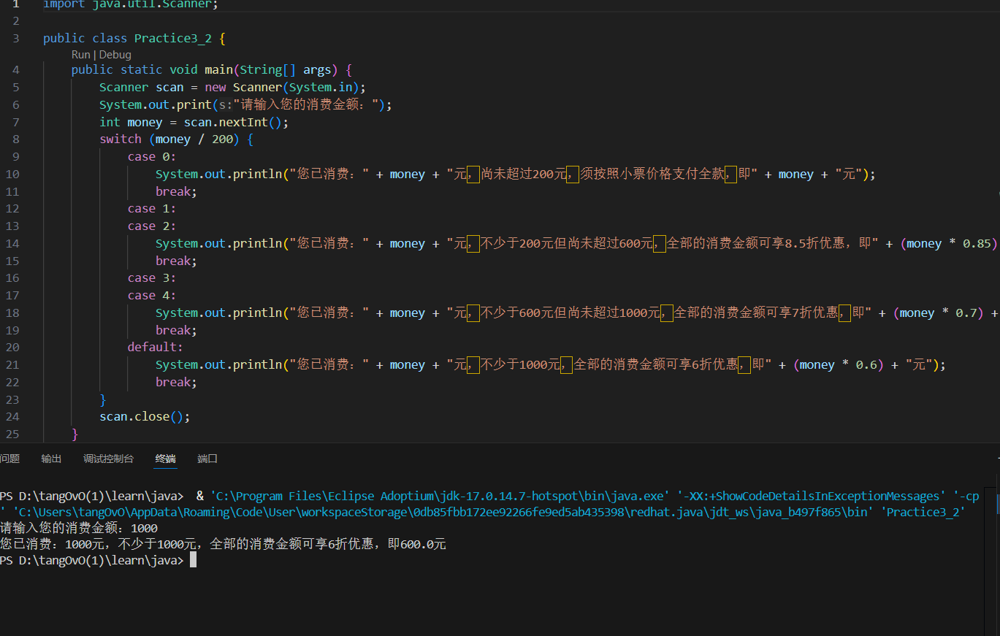 1 import java.util.Scanner;
2
3 public class Practice3_2 {
Run | Debug
4 public static void main(String[] args) {
5 Scanner scan = new Scanner(System.in);
6 System.out.print(s:"请输入您的消费金额：");
7 int money = scan.nextInt();
8 switch (money / 200) {
9 case 0:
10 System.out.println("您已消费：" + money + "元，尚未超过200元，须按照小票价格支付全款，即" + money + "元");
11 break;
12 case 1:
13 case 2:
14 System.out.println("您已消费：" + money + "元，不少于200元但尚未超过600元，全部的消费金额可享8.5折优惠，即" + (money * 0.85)
15 break;
16 case 3:
17 case 4:
18 System.out.println("您已消费：" + money + "元，不少于600元但尚未超过1000元，全部的消费金额可享7折优惠，即" + (money * 0.7) +
19 break;
20 default:
21 System.out.println("您已消费：" + money + "元，不少于1000元，全部的消费金额可享6折优惠，即" + (money * 0.6) + "元");
22 break;
23 }
24 scan.close();
25 }
问题 输出 调试控制台 终端 端口
PS D:\tangOvO(1)\learn\java> & 'C:\Program Files\Eclipse Adoptium\jdk-17.0.14.7-hotspot\bin\java.exe' '-XX:+ShowCodeDetailsInExceptionMessages' '-cp
' 'C:\Users\tangOvO\AppData\Roaming\Code\User\workspaceStorage\0db85fbb172ee92266fe9ed5ab435398\redhat.java\jdt_ws\java_b497f865\bin' 'Practice3_2'
请输入您的消费金额：1000
您已消费：1000元，不少于1000元，全部的消费金额可享6折优惠，即600.0元
PS D:\tangOvO(1)\learn\java>